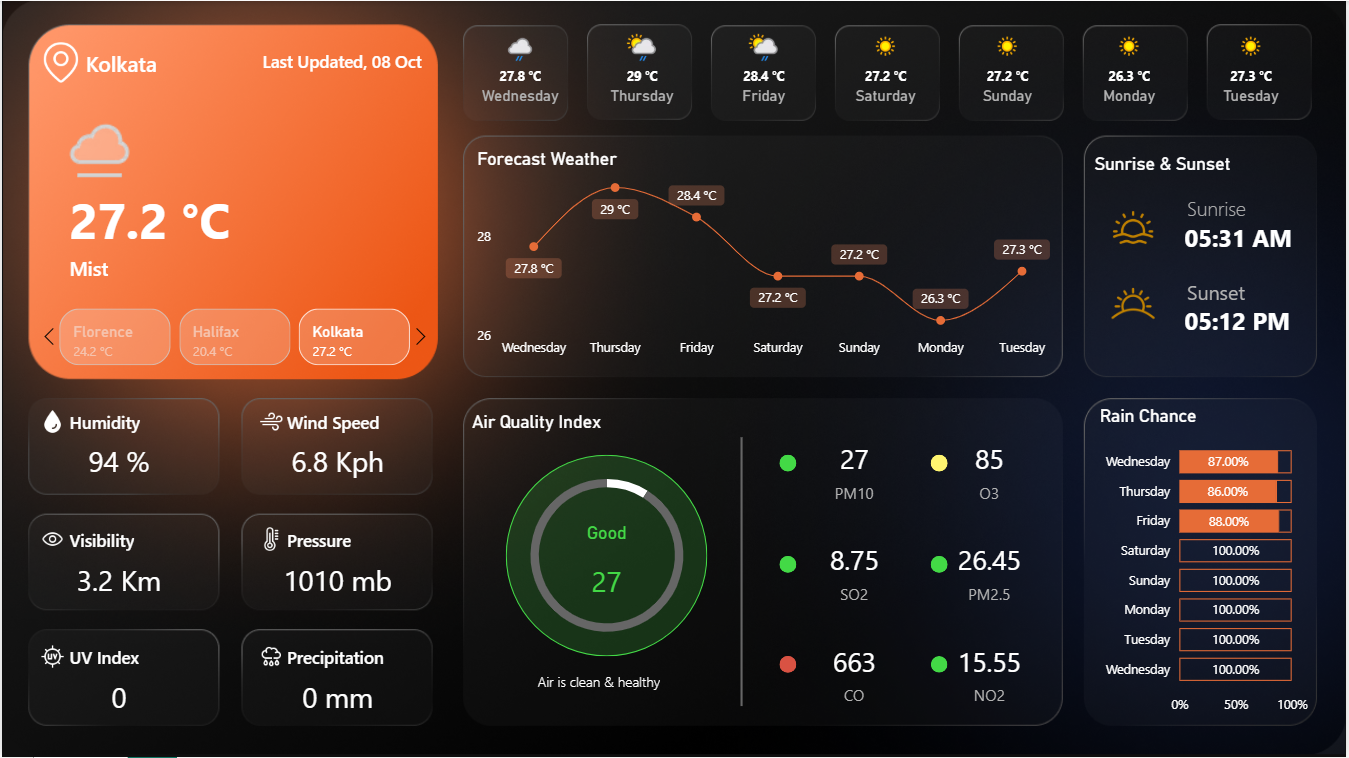 Kolkata
Last Updated, 08 Oct
27.2 °C
Mist
Florence
24.2 °C
Halifax
20.4 °C
Kolkata
27.2 °C
27.8 °C
Wednesday
29 °C
Thursday
28.4 °C
Friday
27.2 °C
Saturday
27.2 °C
Sunday
26.3 °C
Monday
27.3 °C
Tuesday
Forecast Weather
28
26
27.8 °C
29 °C
28.4 °C
27.2 °C
27.2 °C
26.3 °C
27.3 °C
Wednesday
Thursday
Friday
Saturday
Sunday
Monday
Tuesday
Sunrise & Sunset
Sunrise
05:31 AM
Sunset
05:12 PM
Humidity
94 %
Wind Speed
6.8 Kph
Visibility
3.2 Km
Pressure
1010 mb
UV
UV Index
0
Precipitation
0 mm
Air Quality Index
Good
27
Air is clean & healthy
27
PM10
85
O3
8.75
SO2
26.45
PM2.5
663
CO
15.55
NO2
Rain Chance
Wednesday 87.00%
Thursday 86.00%
Friday 88.00%
Saturday 100.00%
Sunday 100.00%
Monday 100.00%
Tuesday 100.00%
Wednesday 100.00%
0% 50% 100%